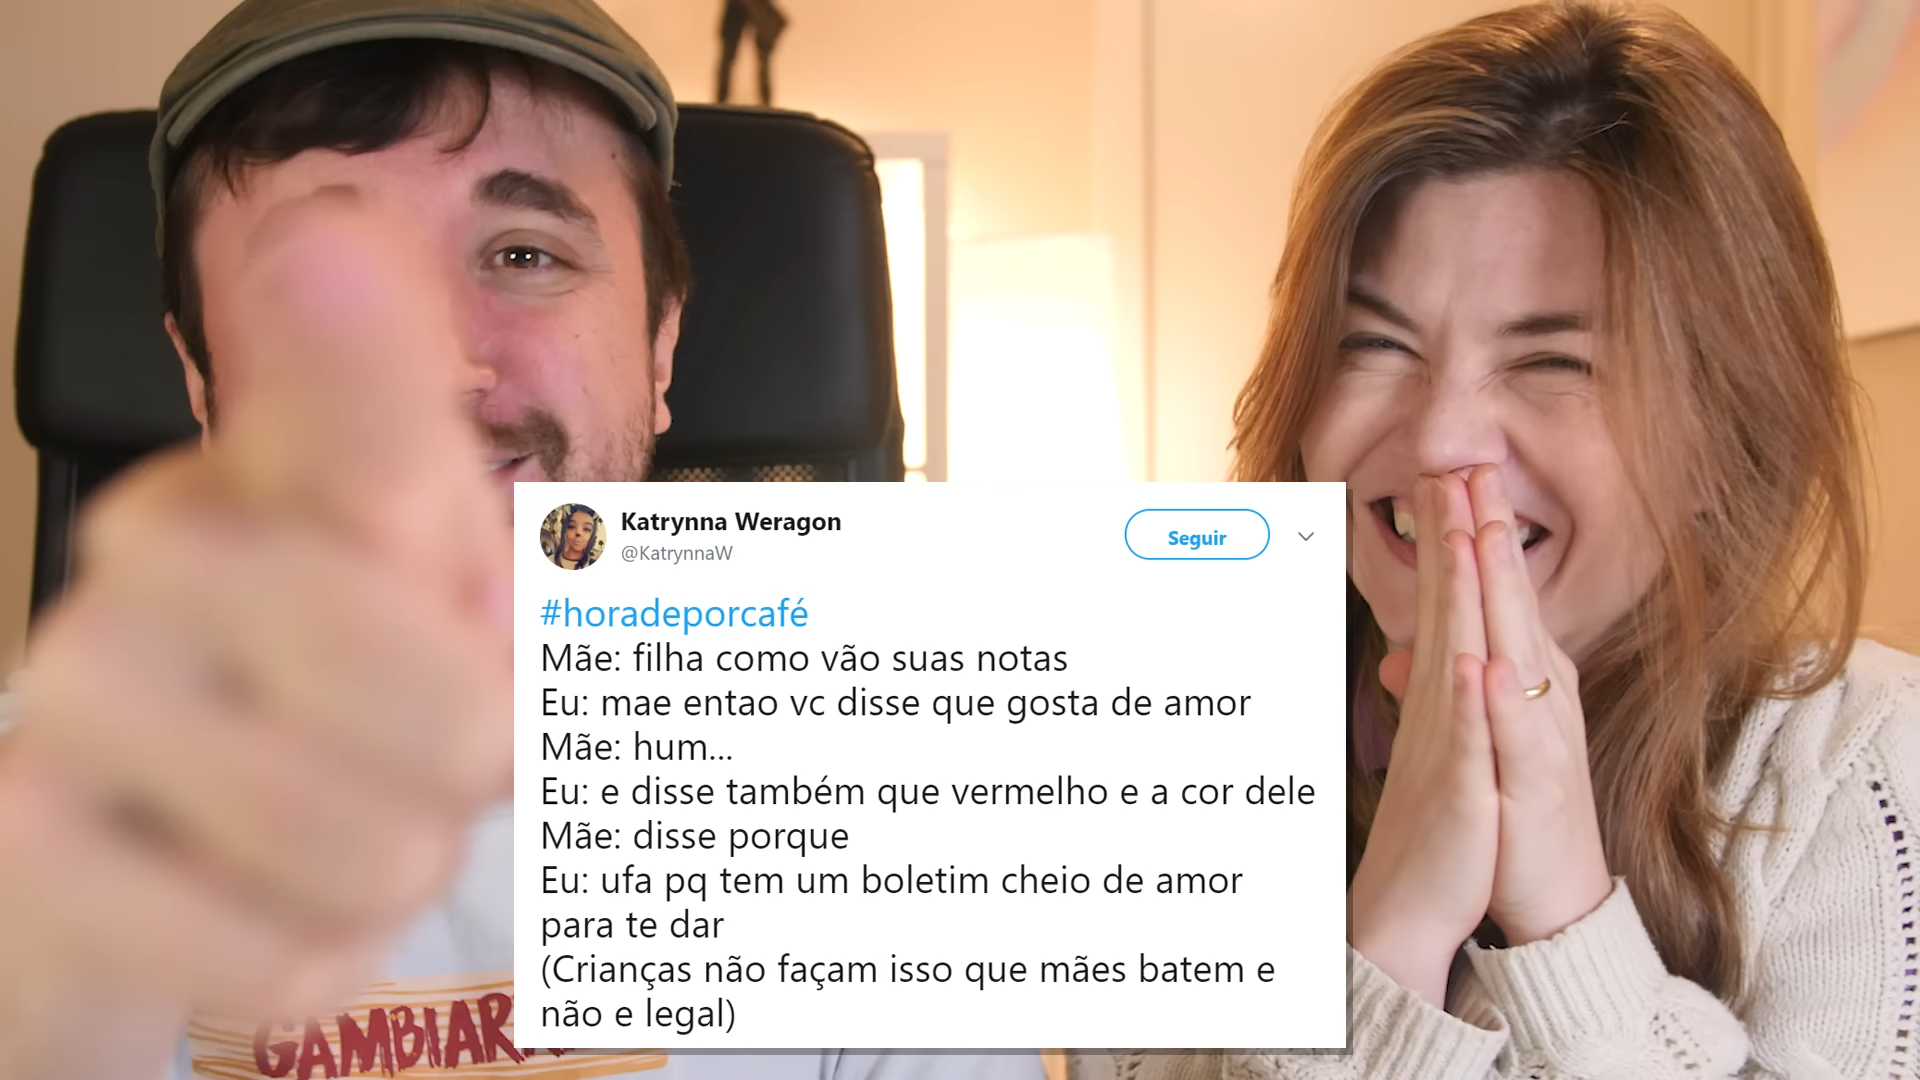 Katrynna Weragon
@KatrynnaW
Seguir
#horadeporcafé
Mãe: filha como vão suas notas
Eu: mae entao vc disse que gosta de amor
Mãe: hum...
Eu: e disse também que vermelho e a cor dele
Mãe: disse porque
Eu: ufa pq tem um boletim cheio de amor
para te dar
(Crianças não façam isso que mães batem e
não e legal)